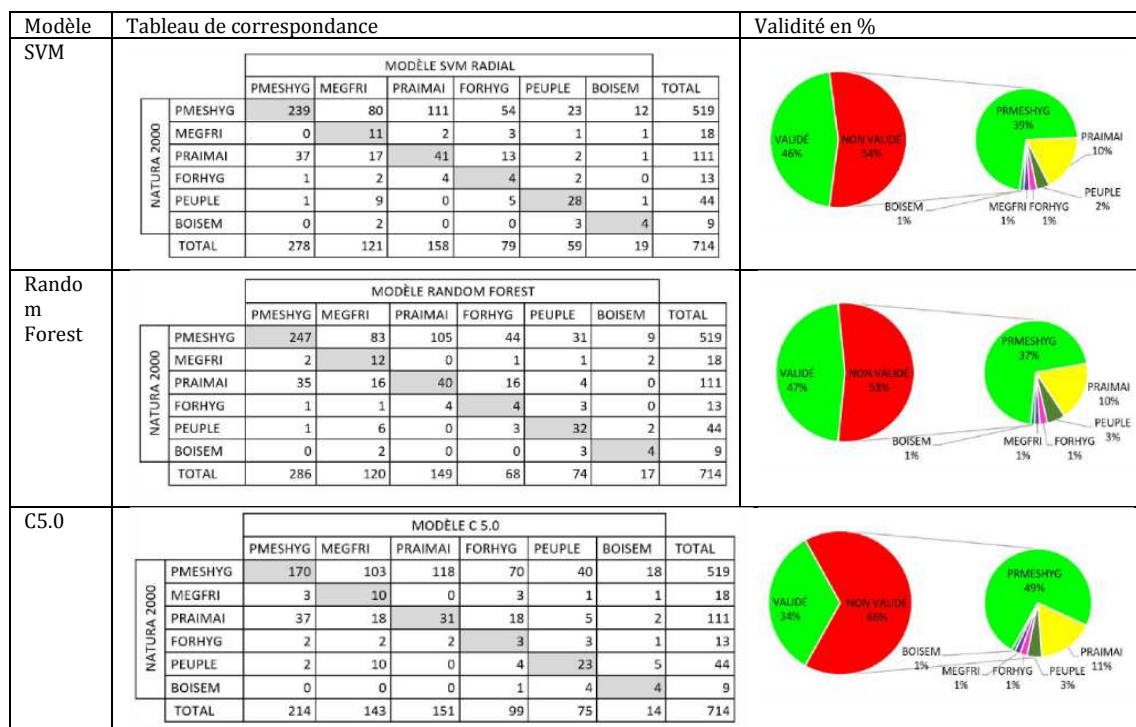 Modèle Tableau de correspondance Validité en %
SVM
MODÈLE SVM RADIAL
PMESHYG MEGFRI PRAIMAI FORHYG PEUPLE BOISEM TOTAL
NATURA 2000
PMESHYG 239 80 111 54 23 12 519
MEGFRI 0 11 2 3 1 1 18
PRAIMAI 37 17 41 13 2 1 111
FORHYG 1 2 4 4 2 0 13
PEUPLE 1 9 0 5 28 1 44
BOISEM 0 2 0 0 3 4 9
TOTAL 278 121 158 79 59 19 714
VALIDÉ
46%
NON VALIDÉ
54%
PRMESHYG
39%
PRAIMAI
10%
PEUPLE
2%
FORHYG
1%
MEGFRI
1%
BOISEM
1%
Rando
m
Forest
MODÈLE RANDOM FOREST
PMESHYG MEGFRI PRAIMAI FORHYG PEUPLE BOISEM TOTAL
NATURA 2000
PMESHYG 247 83 105 44 31 9 519
MEGFRI 2 12 0 1 1 2 18
PRAIMAI 35 16 40 16 4 0 111
FORHYG 1 1 4 4 3 0 13
PEUPLE 1 6 0 3 32 2 44
BOISEM 0 2 0 0 3 4 9
TOTAL 286 120 149 68 74 17 714
VALIDÉ
47%
NON VALIDÉ
53%
PRMESHYG
37%
PRAIMAI
10%
PEUPLE
3%
FORHYG
1%
MEGFRI
1%
BOISEM
1%
C5.0
MODÈLE C 5.0
PMESHYG MEGFRI PRAIMAI FORHYG PEUPLE BOISEM TOTAL
NATURA 2000
PMESHYG 170 103 118 70 40 18 519
MEGFRI 3 10 0 3 1 1 18
PRAIMAI 37 18 31 18 5 2 111
FORHYG 2 2 2 3 3 1 13
PEUPLE 2 10 0 4 23 5 44
BOISEM 0 0 0 1 4 4 9
TOTAL 214 143 151 99 75 14 714
VALIDÉ
34%
NON VALIDÉ
66%
PRMESHYG
49%
PRAIMAI
11%
PEUPLE
3%
FORHYG
1%
MEGFRI
1%
BOISEM
1%